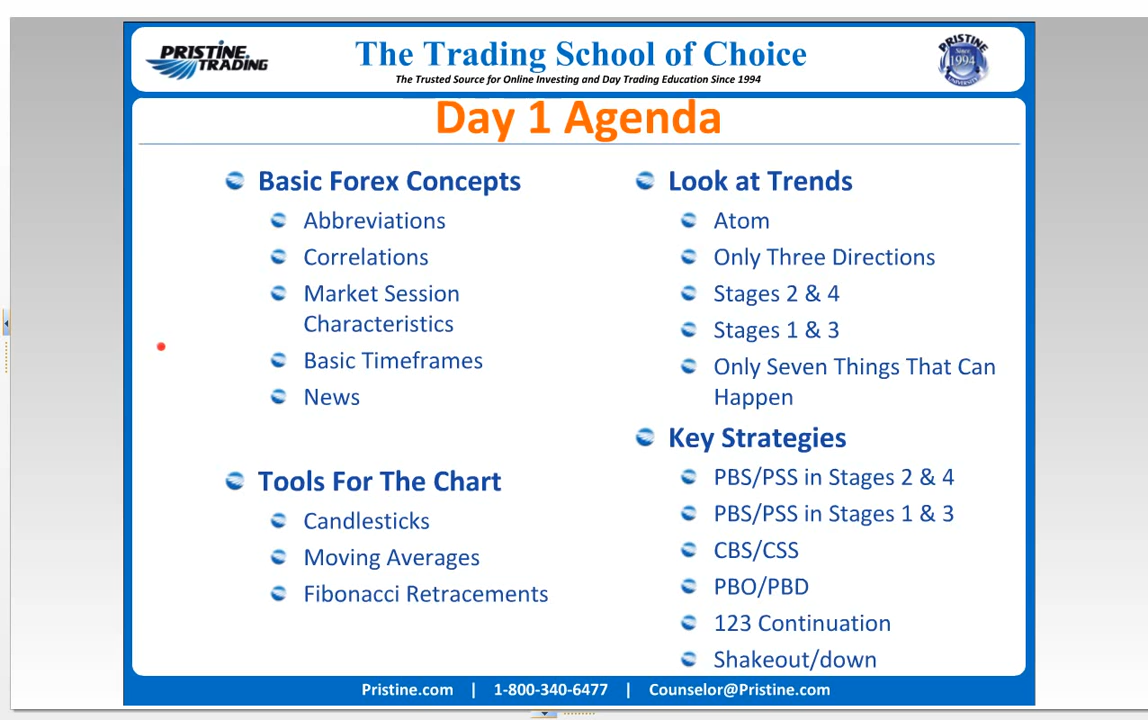 PRISTINE
TRADING
The Trading School of Choice
The Trusted Source for Online Investing and Day Trading Education Since 1994
PRISTINE
Since
1994
UNIVERSITY
Day 1 Agenda
Basic Forex Concepts
Abbreviations
Correlations
Market Session
Characteristics
Basic Timeframes
News
Tools For The Chart
Candlesticks
Moving Averages
Fibonacci Retracements
Look at Trends
Atom
Only Three Directions
Stages 2 & 4
Stages 1 & 3
Only Seven Things That Can
Happen
Key Strategies
PBS/PSS in Stages 2 & 4
PBS/PSS in Stages 1 & 3
CBS/CSS
PBO/PBD
123 Continuation
Shakeout/down
Pristine.com | 1-800-340-6477 | Counselor@Pristine.com